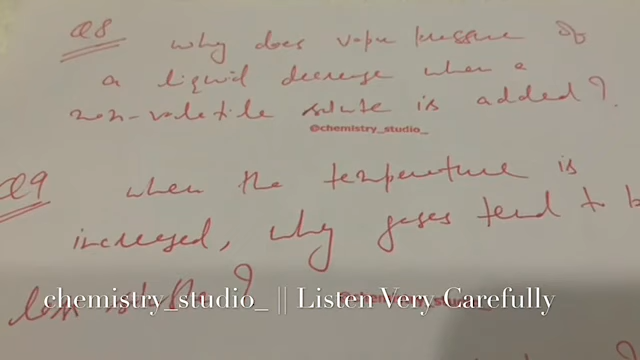 Q8 why does vapour pressure of
a liquid decrease when a
non-volatile solute is added?
@chemistry_studio_
Q9 when the temperature is
increased, why gases tend to b
less
chemistry_studio_ || Listen Very Carefully